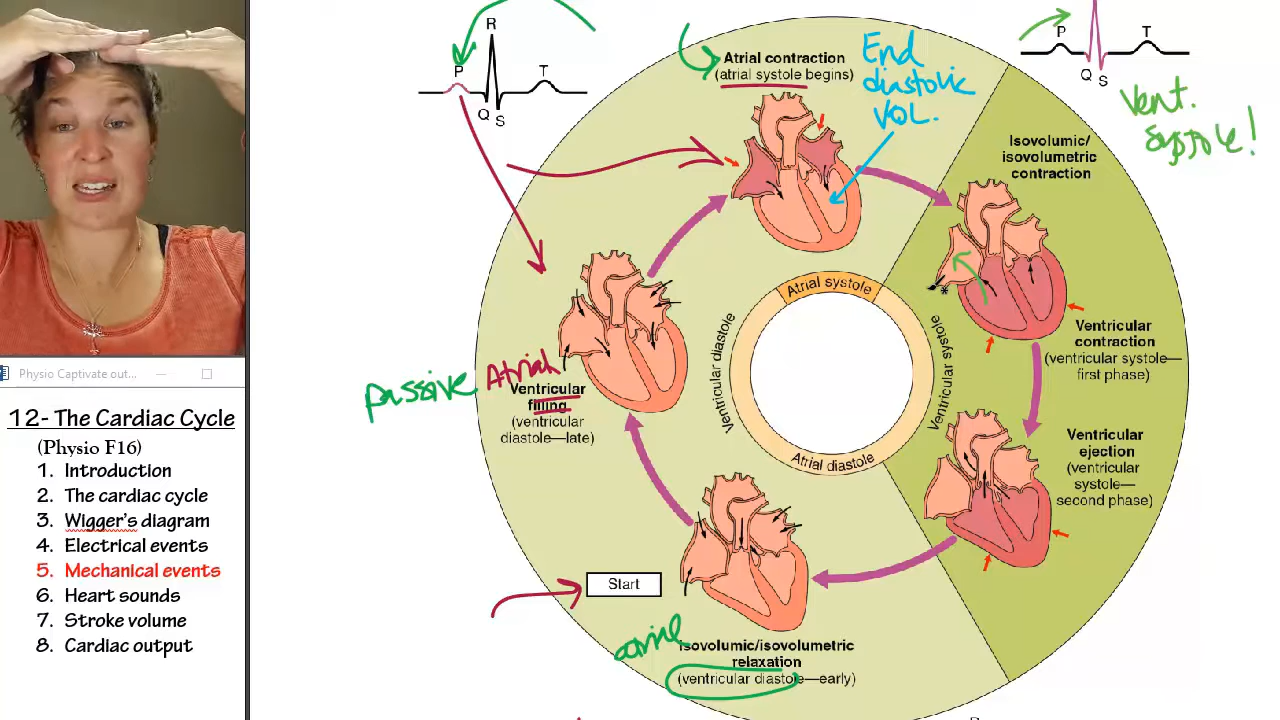 R
P
T
Q
S
Atrial contraction
(atrial systole begins)
End
diastolic
VOL.
P
T
Q
S
Vent.
systole!
Isovolumic/
isovolumetric
contraction
Atrial systole
Ventricular diastole
Ventricular systole
Atrial diastole
*
Ventricular
contraction
(ventricular systole—
first phase)
passive Atrial
Ventricular
filling
(ventricular
diastole—late)
Ventricular
ejection
(ventricular
systole—
second phase)
Start
Isovolumic/isovolumetric
relaxation
(ventricular diastole—early)
Physio Captivate out...
12- The Cardiac Cycle
(Physio F16)
1. Introduction
2. The cardiac cycle
3. Wigger's diagram
4. Electrical events
5. Mechanical events
6. Heart sounds
7. Stroke volume
8. Cardiac output